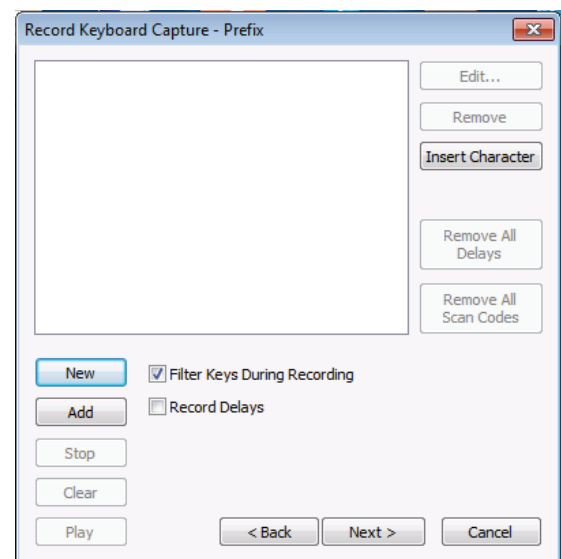 Record Keyboard Capture - Prefix
Edit...
Remove
Insert Character
Remove All
Delays
Remove All
Scan Codes
New
Filter Keys During Recording
Add
Record Delays
Stop
Clear
Play
< Back
Next >
Cancel